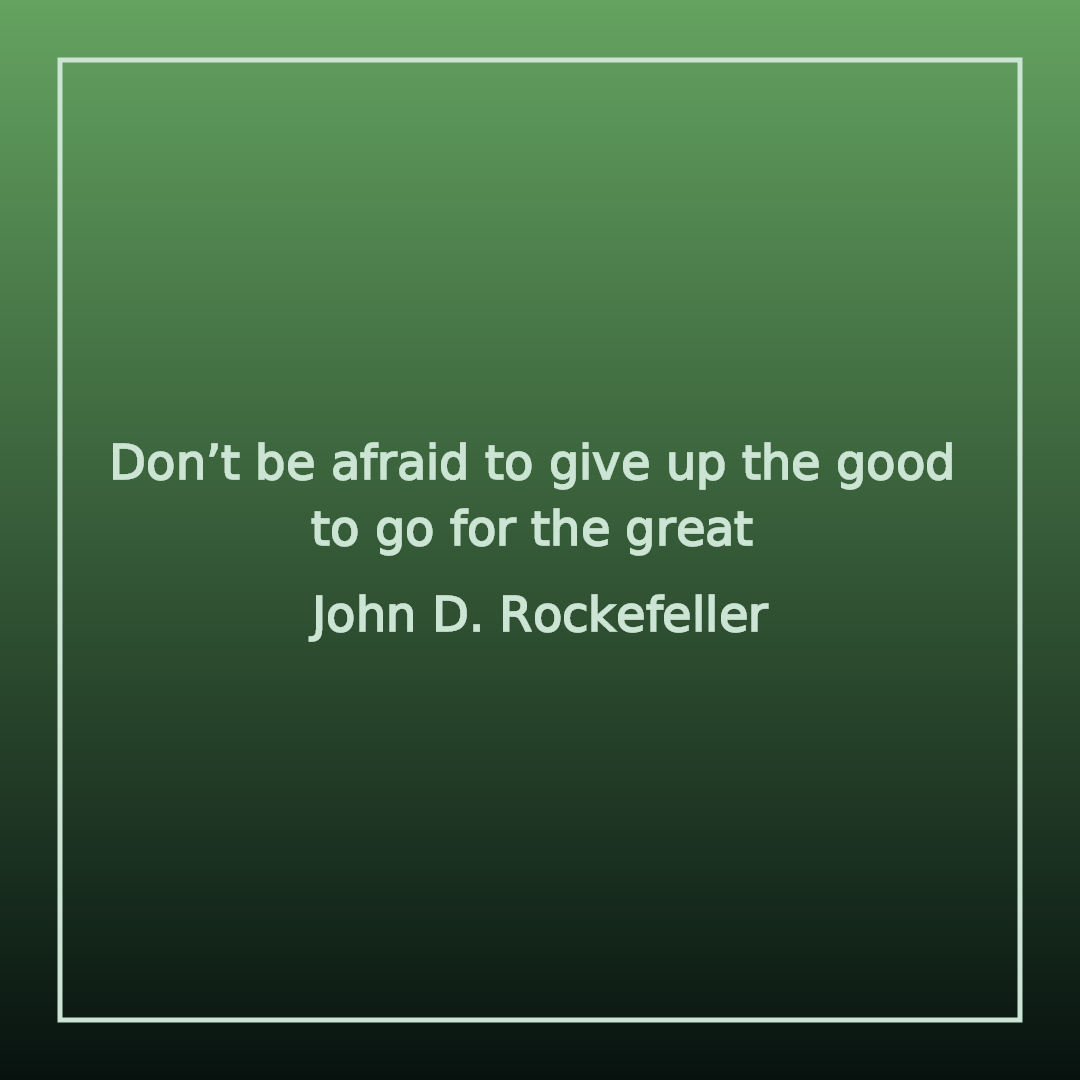 Don’t be afraid to give up the good
to go for the great
John D. Rockefeller